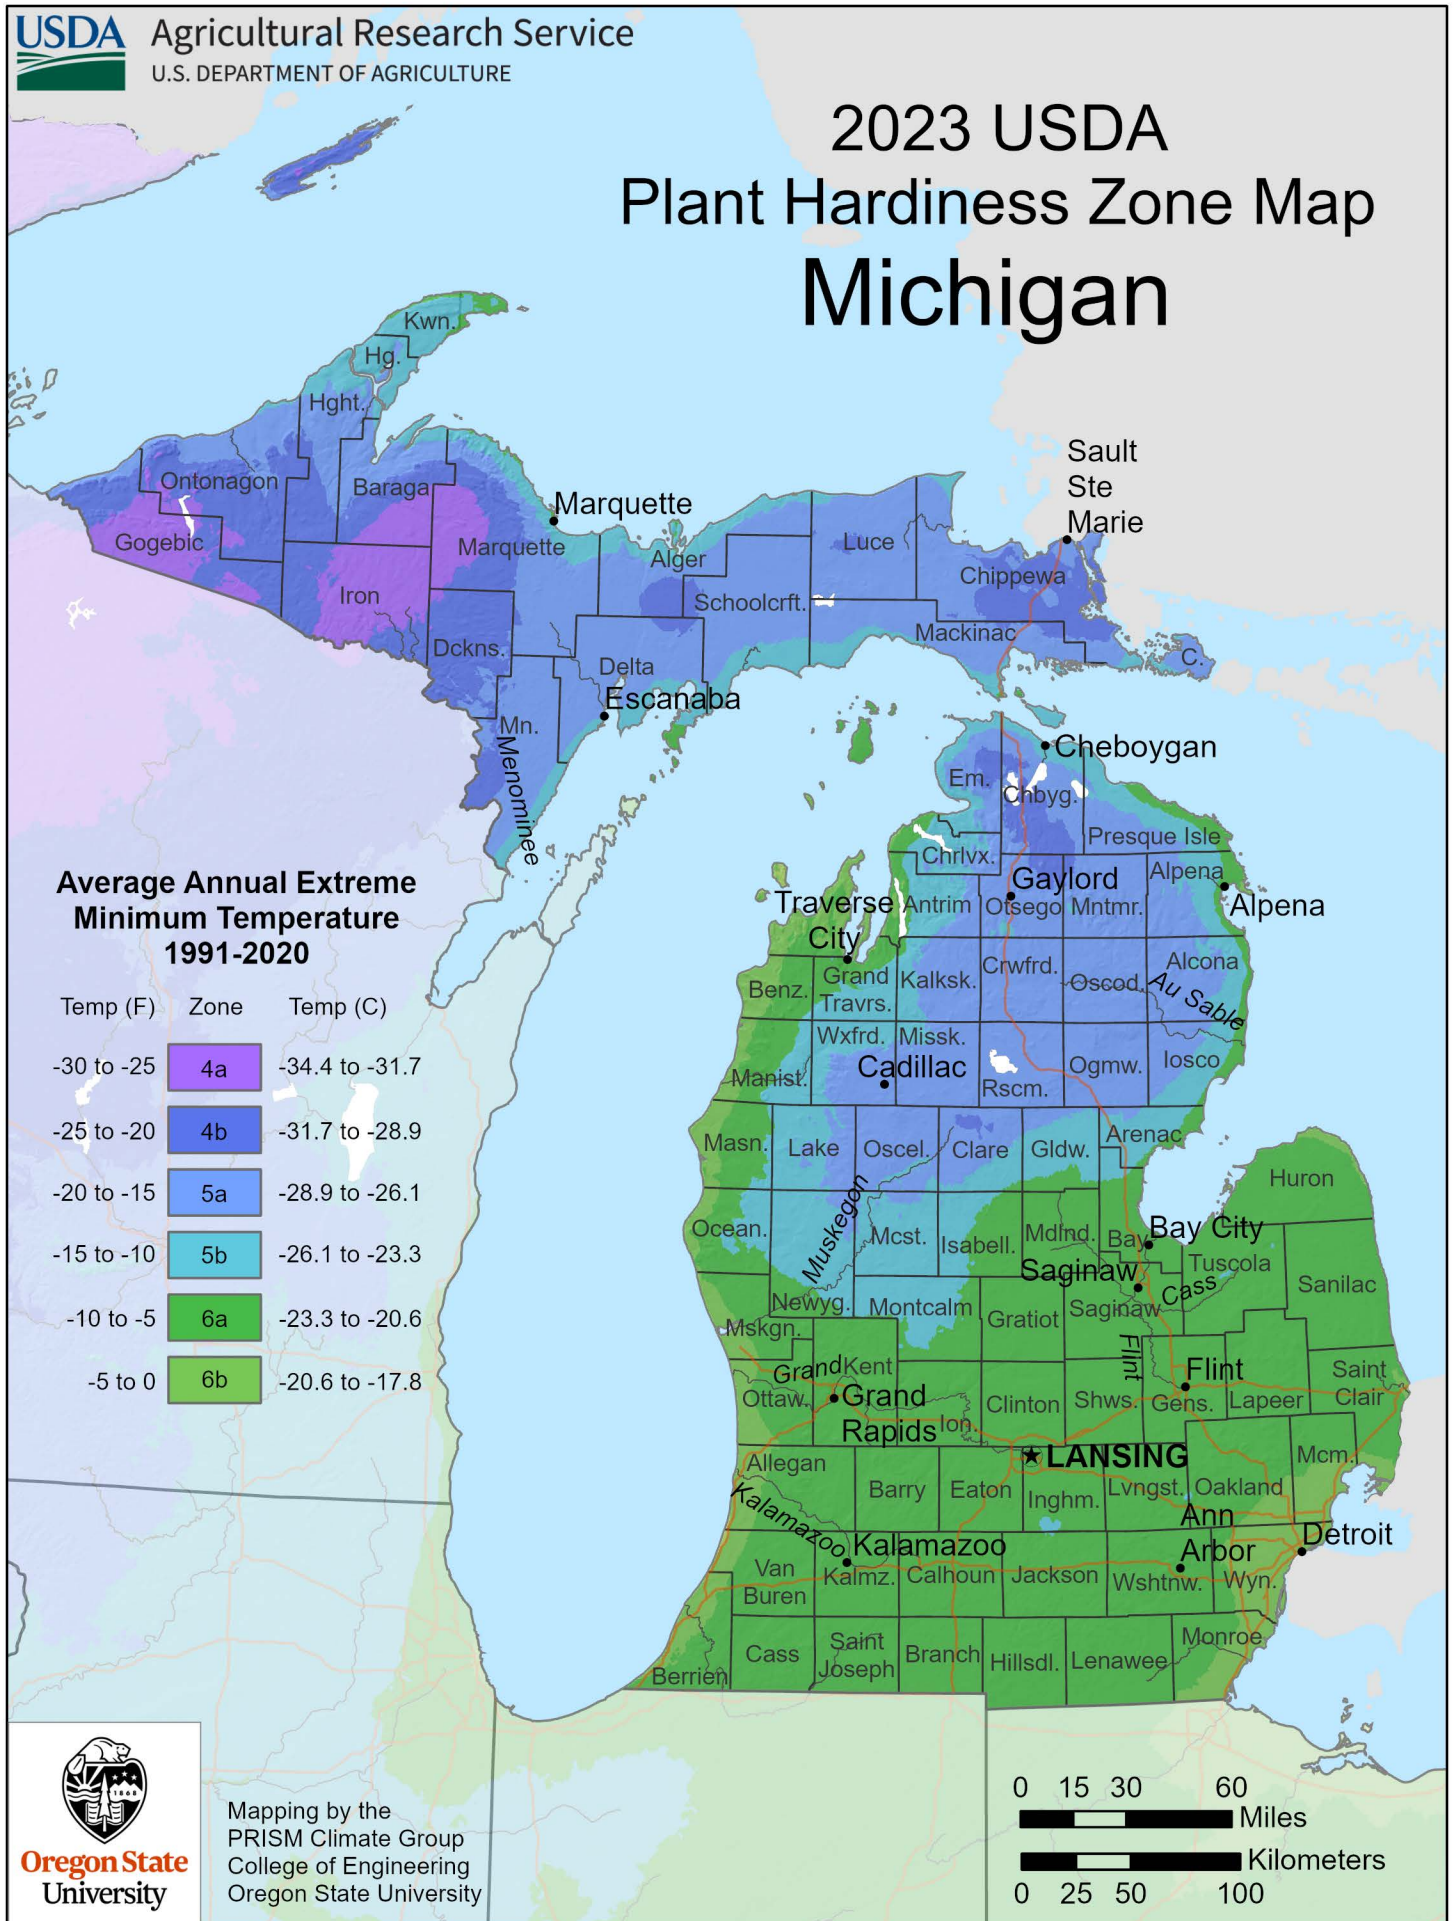 USDA
Agricultural Research Service
U.S. DEPARTMENT OF AGRICULTURE
2023 USDA
Plant Hardiness Zone Map
Michigan
Kwn.
Hg.
Hght.
Ontonagon
Baraga
Gogebic
Iron
Marquette
Marquette
Alger
Luce
Sault
Ste
Marie
Chippewa
Schoolcrft.
Mackinac
C.
Dckns.
Delta
Escanaba
Mn.
Menominee
Cheboygan
Em.
Chbyg.
Presque Isle
Chrlvx.
Alpena
Alpena
Gaylord
Antrim
Otsego
Mntmr.
Traverse
City
Grand
Travrs.
Benz.
Kalksk.
Crwfrd.
Oscod.
Alcona
Au Sable
Wxfrd.
Missk.
Cadillac
Manist.
Rscm.
Ogmw.
Iosco
Masn.
Lake
Oscel.
Clare
Gldw.
Arenac
Huron
Ocean.
Muskegon
Mcst.
Isabell.
Mdlnd.
Bay
Bay City
Tuscola
Sanilac
Saginaw
Cass
Newyg.
Montcalm
Gratiot
Saginaw
Mskgn.
Flint
Grand
Kent
Ottaw.
Grand
Rapids
Ion.
Clinton
Shws.
Flint
Gens.
Lapeer
Saint
Clair
LANSING
Allegan
Barry
Eaton
Inghm.
Lvngst.
Oakland
Mcm.
Kalamazoo
Ann
Arbor
Detroit
Kalamazoo
Van
Buren
Kalmz.
Calhoun
Jackson
Wshtnw.
Wyn.
Berrien
Cass
Saint
Joseph
Branch
Hillsdl.
Lenawee
Monroe
Average Annual Extreme
Minimum Temperature
1991-2020
Temp (F) Zone Temp (C)
-30 to -25 4a -34.4 to -31.7
-25 to -20 4b -31.7 to -28.9
-20 to -15 5a -28.9 to -26.1
-15 to -10 5b -26.1 to -23.3
-10 to -5 6a -23.3 to -20.6
-5 to 0 6b -20.6 to -17.8
1868
Oregon State
University
Mapping by the
PRISM Climate Group
College of Engineering
Oregon State University
0 15 30 60
Miles
Kilometers
0 25 50 100